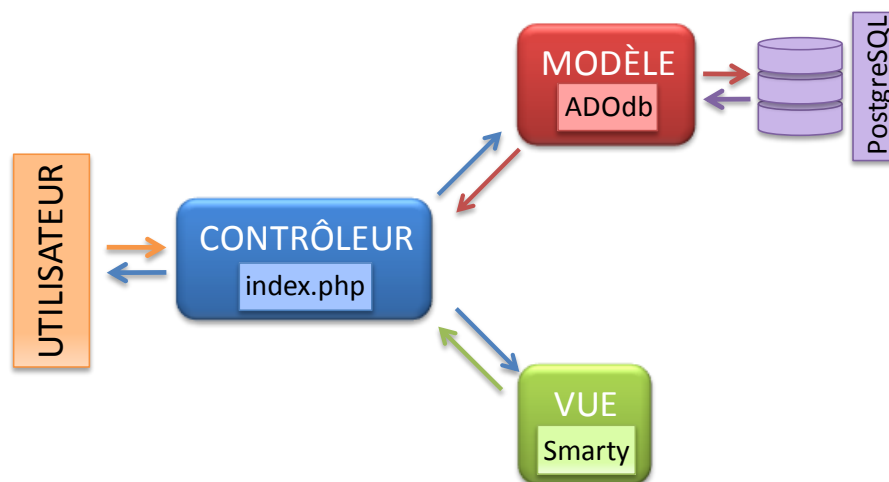 UTILISATEUR
CONTRÔLEUR
index.php
MODÈLE
ADOdb
PostgreSQL
VUE
Smarty